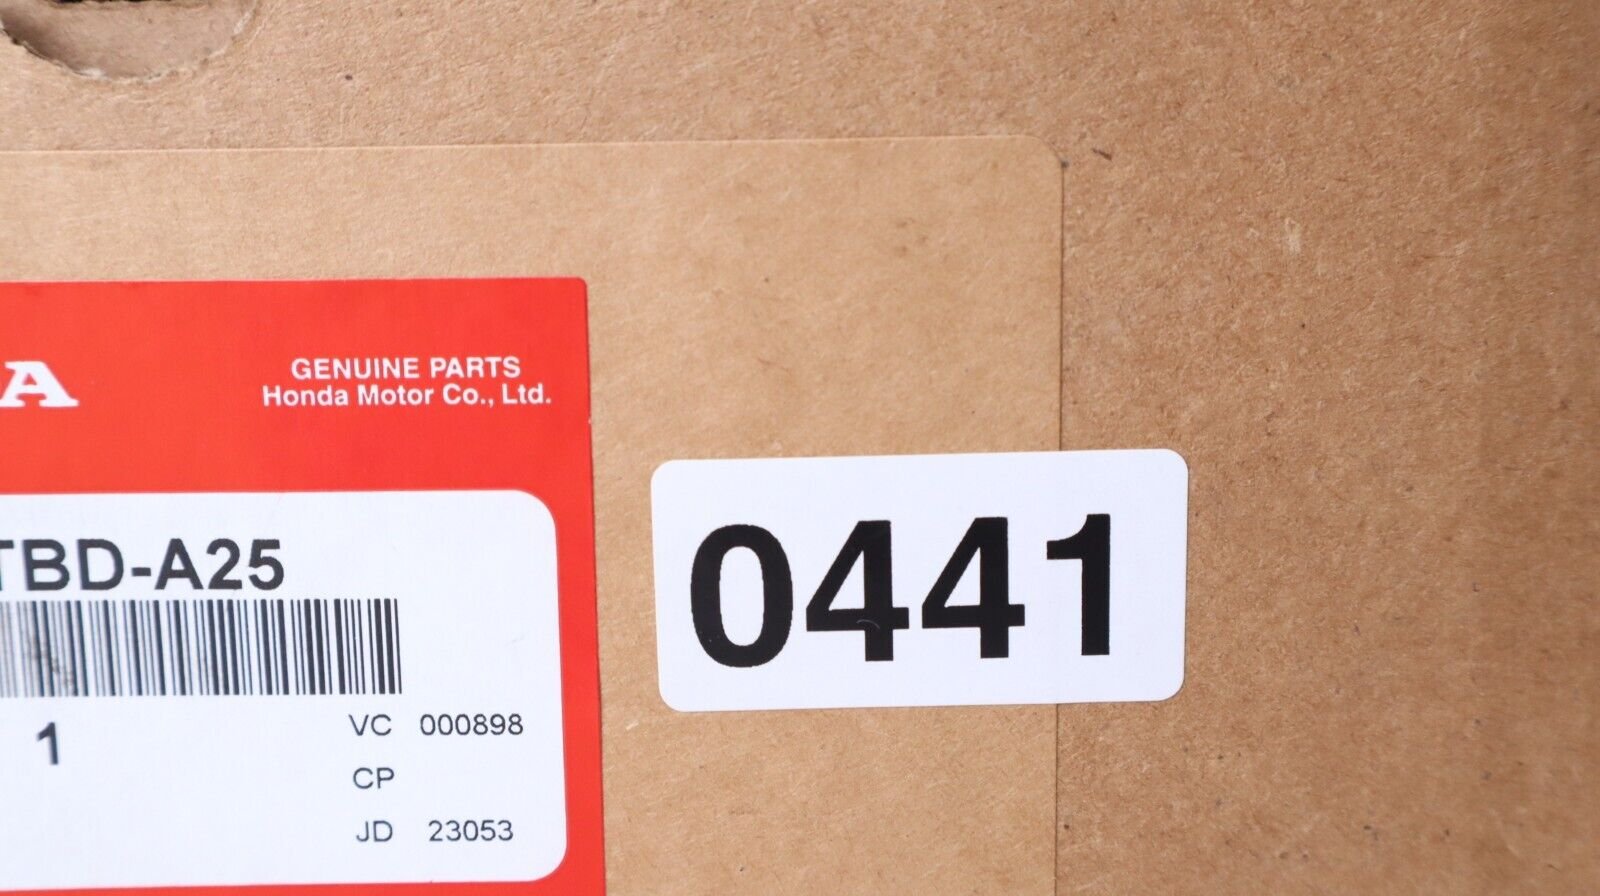 A
GENUINE PARTS
Honda Motor Co., Ltd.
TBD-A25
0441
1
VC 000898
CP
JD 23053